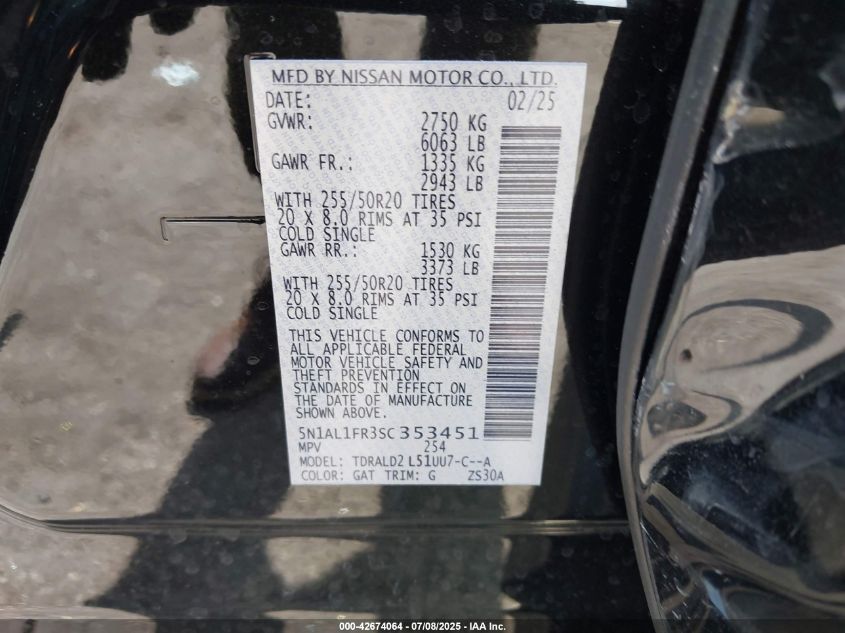 MFD BY NISSAN MOTOR CO., LTD.
DATE: 02/25
GVWR: 2750 KG
6063 LB
GAWR FR.: 1335 KG
2943 LB
WITH 255/50R20 TIRES
20 X 8.0 RIMS AT 35 PSI
COLD SINGLE
GAWR RR.: 1530 KG
3373 LB
WITH 255/50R20 TIRES
20 X 8.0 RIMS AT 35 PSI
COLD SINGLE
THIS VEHICLE CONFORMS TO
ALL APPLICABLE FEDERAL
MOTOR VEHICLE SAFETY AND
THEFT PREVENTION
STANDARDS IN EFFECT ON
THE DATE OF MANUFACTURE
SHOWN ABOVE.
5N1AL1FR3SC353451
MPV 254
MODEL: TDRALD2 L51UU7-C--A
COLOR: GAT TRIM: G ZS30A
000-42674064 - 07/08/2025 - IAA Inc.